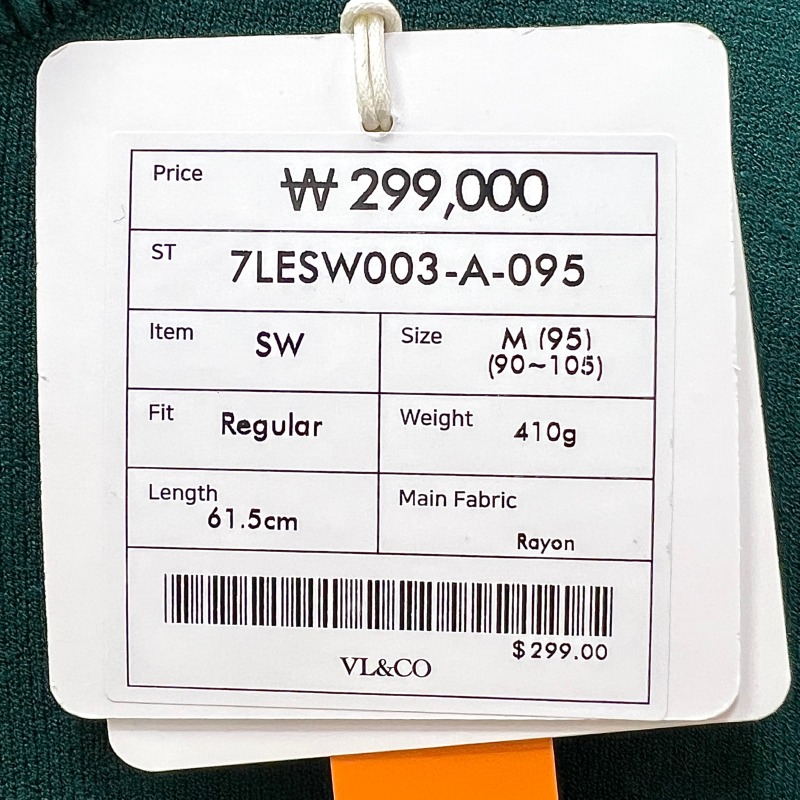 Price ₩ 299,000
ST 7LESW003-A-095
Item SW
Size M (95)
(90~105)
Fit Regular
Weight 410g
Length
61.5cm
Main Fabric
Rayon
$299.00
VL&CO